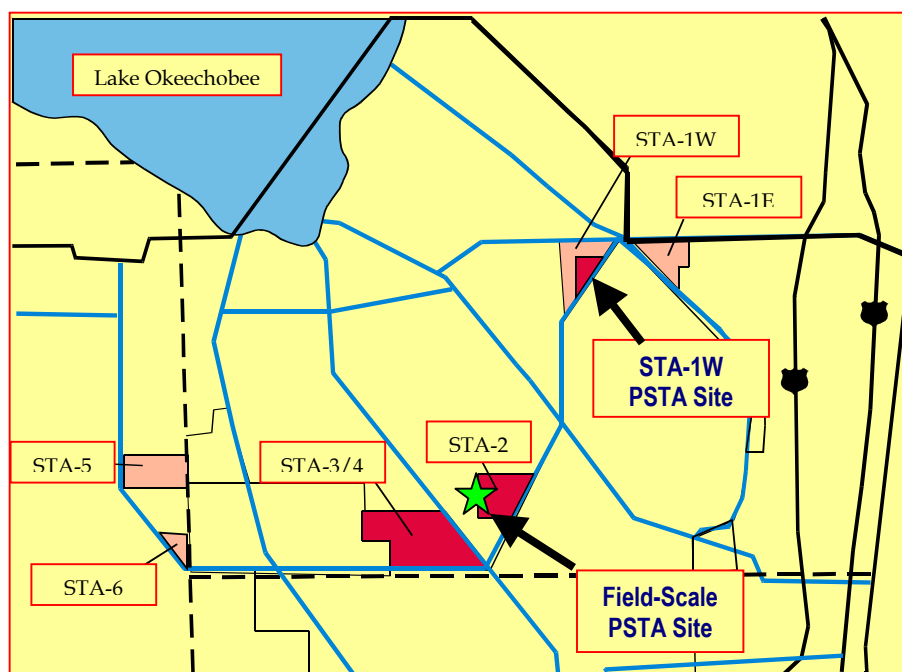 Lake Okeechobee
STA-1W
STA-1E
STA-1W
PSTA Site
STA-2
STA-5
STA-3/4
STA-6
Field-Scale
PSTA Site